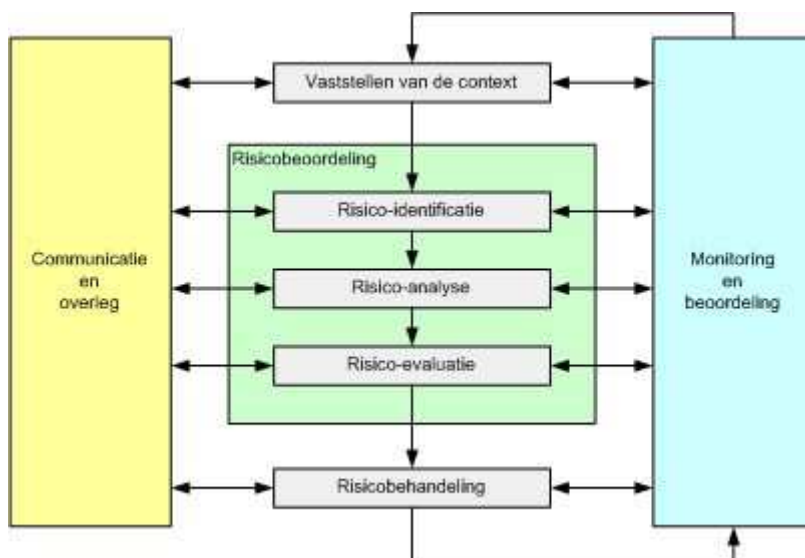 Vaststellen van de context
Risicobeoordeling
Risico-identificatie
Communicatie
en
overleg
Risico-analyse
Monitoring
en
beoordeling
Risico-evaluatie
Risicobehandeling